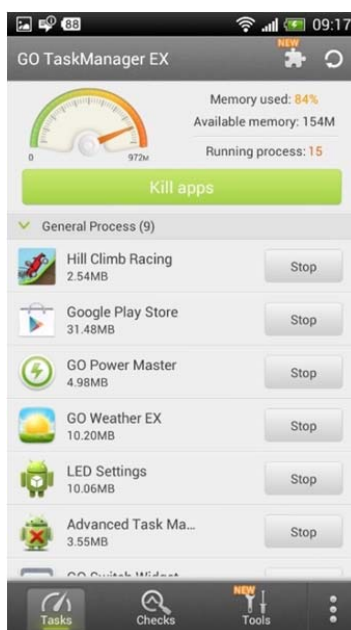 88
09:17
GO TaskManager EX
NEW
Memory used: 84%
Available memory: 154M
Running process: 15
0
972M
Kill apps
General Process (9)
Hill Climb Racing
2.54MB
Stop
Google Play Store
31.48MB
Stop
GO Power Master
4.98MB
Stop
GO Weather EX
10.20MB
Stop
LED Settings
10.06MB
Stop
Advanced Task Ma...
3.55MB
Stop
GO Switch Widget
Tasks
Checks
NEW
Tools